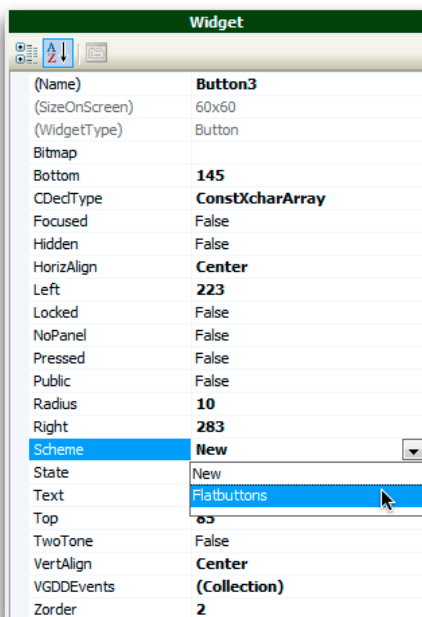 Widget
A Z
(Name) Button3
(SizeOnScreen) 60x60
(WidgetType) Button
Bitmap
Bottom 145
CDeclType ConstXcharArray
Focused False
Hidden False
HorizAlign Center
Left 223
Locked False
NoPanel False
Pressed False
Public False
Radius 10
Right 283
Scheme New
State New
Text Flatbuttons
Top 85
TwoTone False
VertAlign Center
VGDDEvents (Collection)
Zorder 2